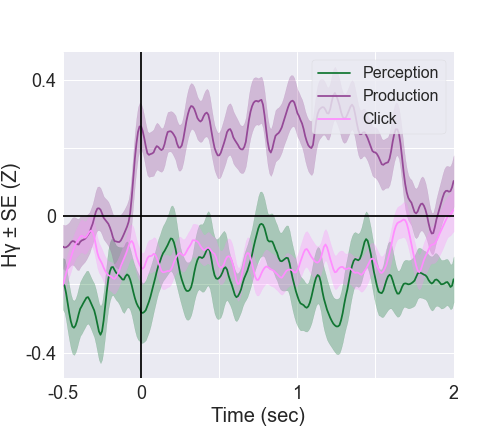 Perception
Production
Click
0.4
0
-0.4
-0.5
0
1
2
Time (sec)
Hγ ± SE (Z)